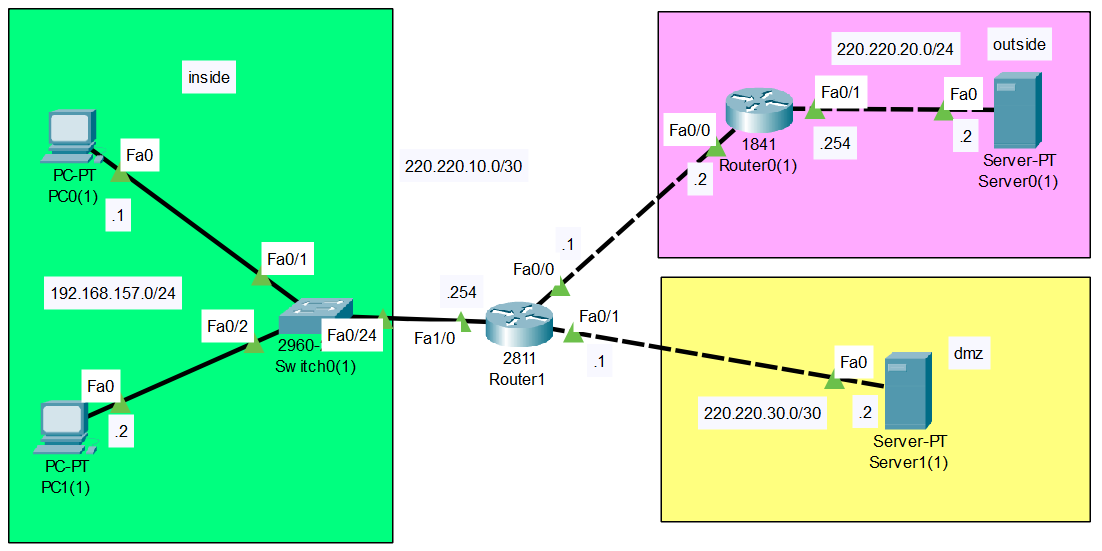 inside
Fa0
PC-PT
PC0(1)
.1
Fa0/1
192.168.157.0/24
Fa0/2
Fa0/24
2960-
Switch0(1)
Fa0
.2
PC-PT
PC1(1)
220.220.10.0/30
.254
Fa1/0
2811
Router1
Fa0/0
.1
Fa0/1
.1
220.220.20.0/24
outside
Fa0/0
.2
1841
Router0(1)
Fa0/1
.254
Fa0
.2
Server-PT
Server0(1)
dmz
Fa0
220.220.30.0/30
.2
Server-PT
Server1(1)